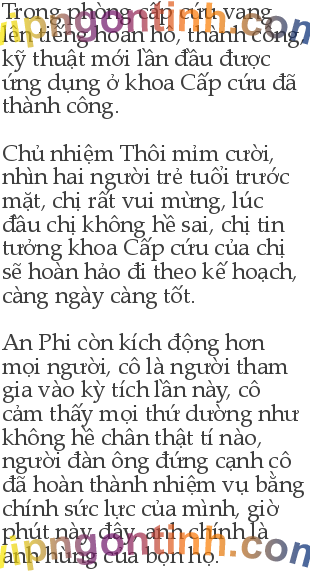 Trong phòng cấp cứu vang
lên tiếng hoan hô, thành công,
kỹ thuật mới lần đầu được
ứng dụng ở khoa Cấp cứu đã
thành công.
Chủ nhiệm Thôi mỉm cười,
nhìn hai người trẻ tuổi trước
mặt, chị rất vui mừng, lúc
đầu chị không hề sai, chị tin
tưởng khoa Cấp cứu của chị
sẽ hoàn hảo đi theo kế hoạch,
càng ngày càng tốt.
An Phi còn kích động hơn
mọi người, cô là người tham
gia vào kỳ tích lần này, cô
cảm thấy mọi thứ dường như
không hề chân thật tí nào,
người đàn ông đứng cạnh cô
đã hoàn thành nhiệm vụ bằng
chính sức lực của mình, giờ
phút này đây, anh chính là
anh hùng của bọn họ.